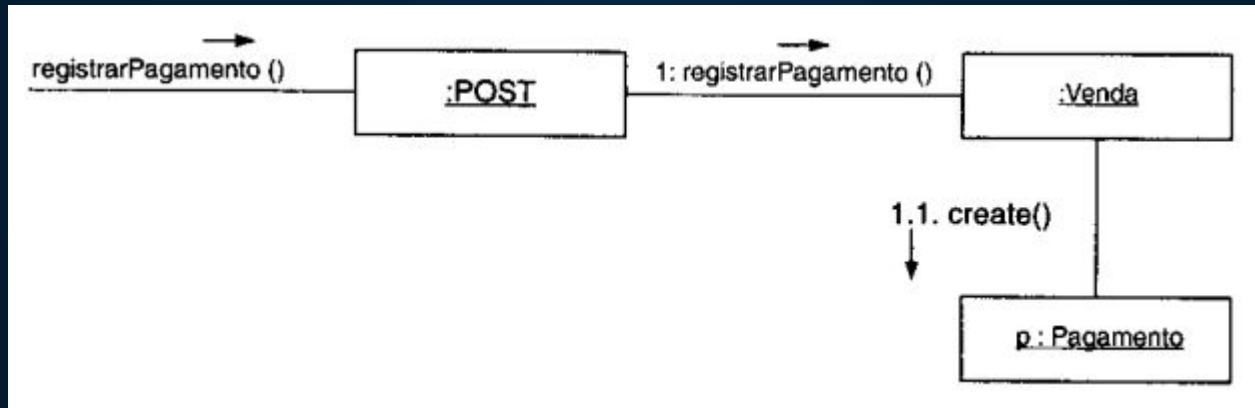 registrarPagamento ()
:POST
1: registrarPagamento ()
:Venda
1.1. create()
p : Pagamento